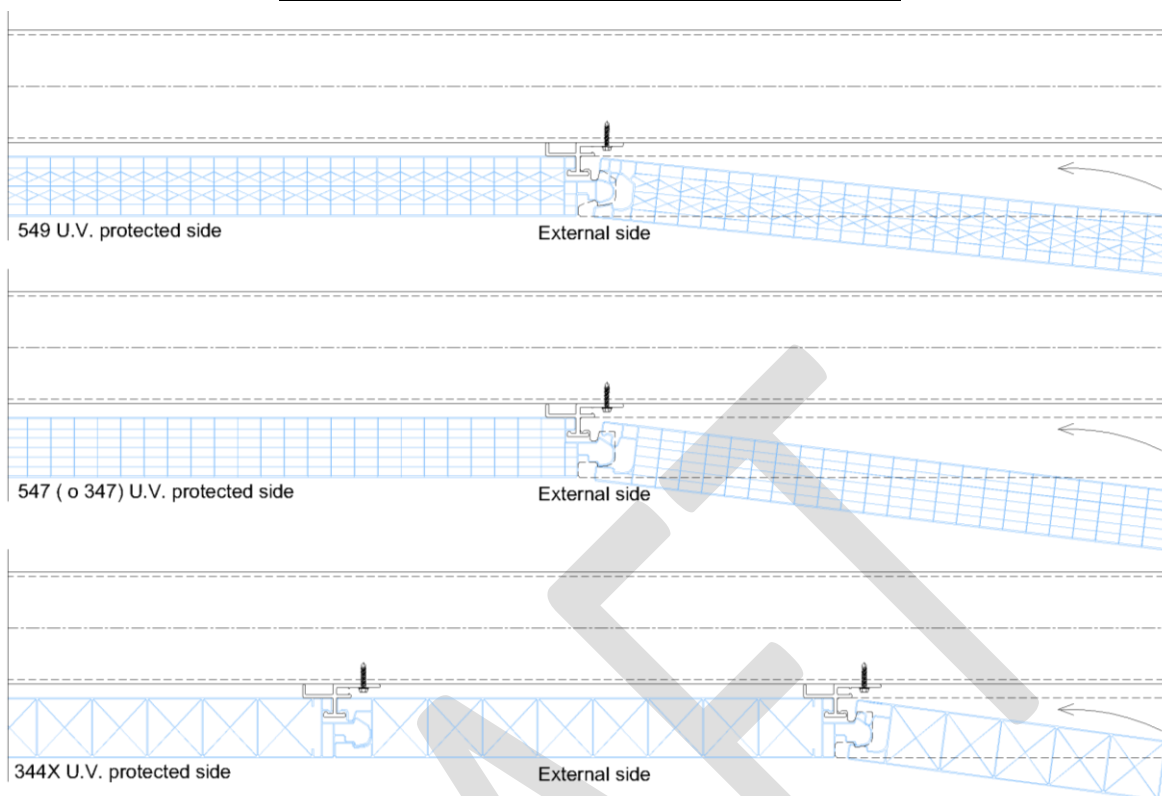 549 U.V. protected side
External side
547 ( o 347) U.V. protected side
External side
344X U.V. protected side
External side